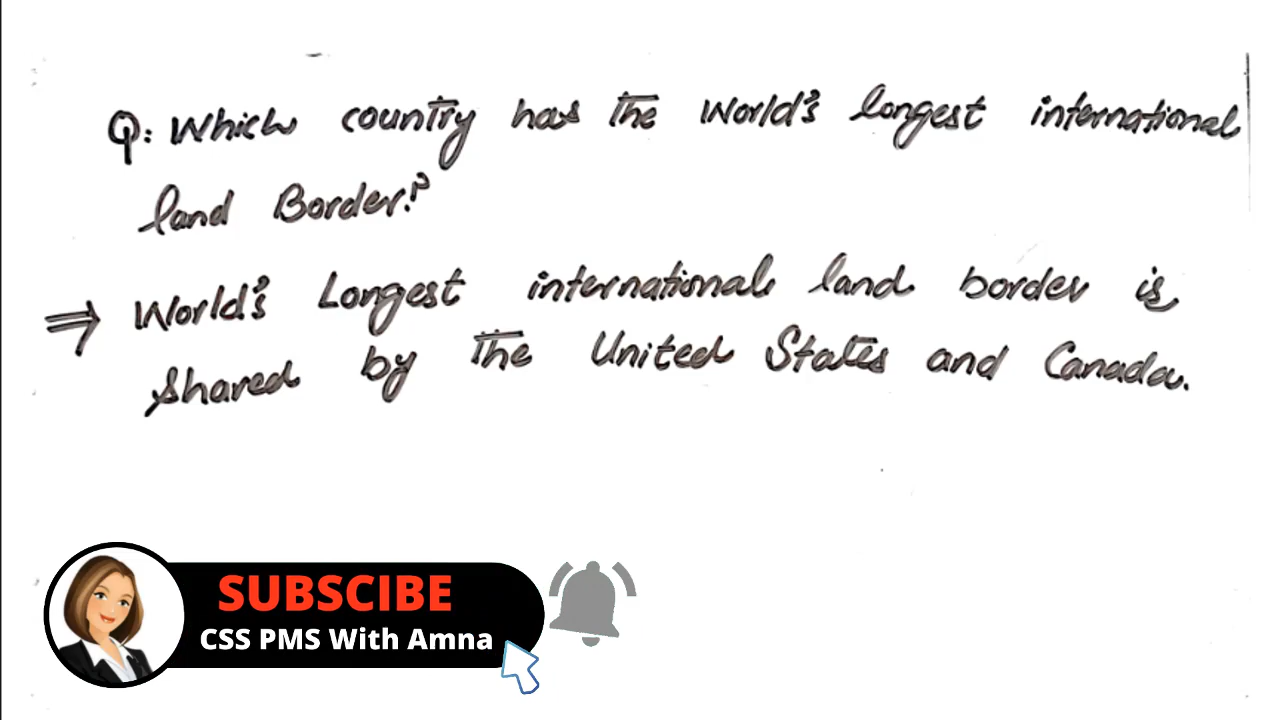 Q: Which country has the World's longest international
land Border?
⇒ World's Longest international land border is
shared by the United States and Canada.
SUBSCIBE
CSS PMS With Amna